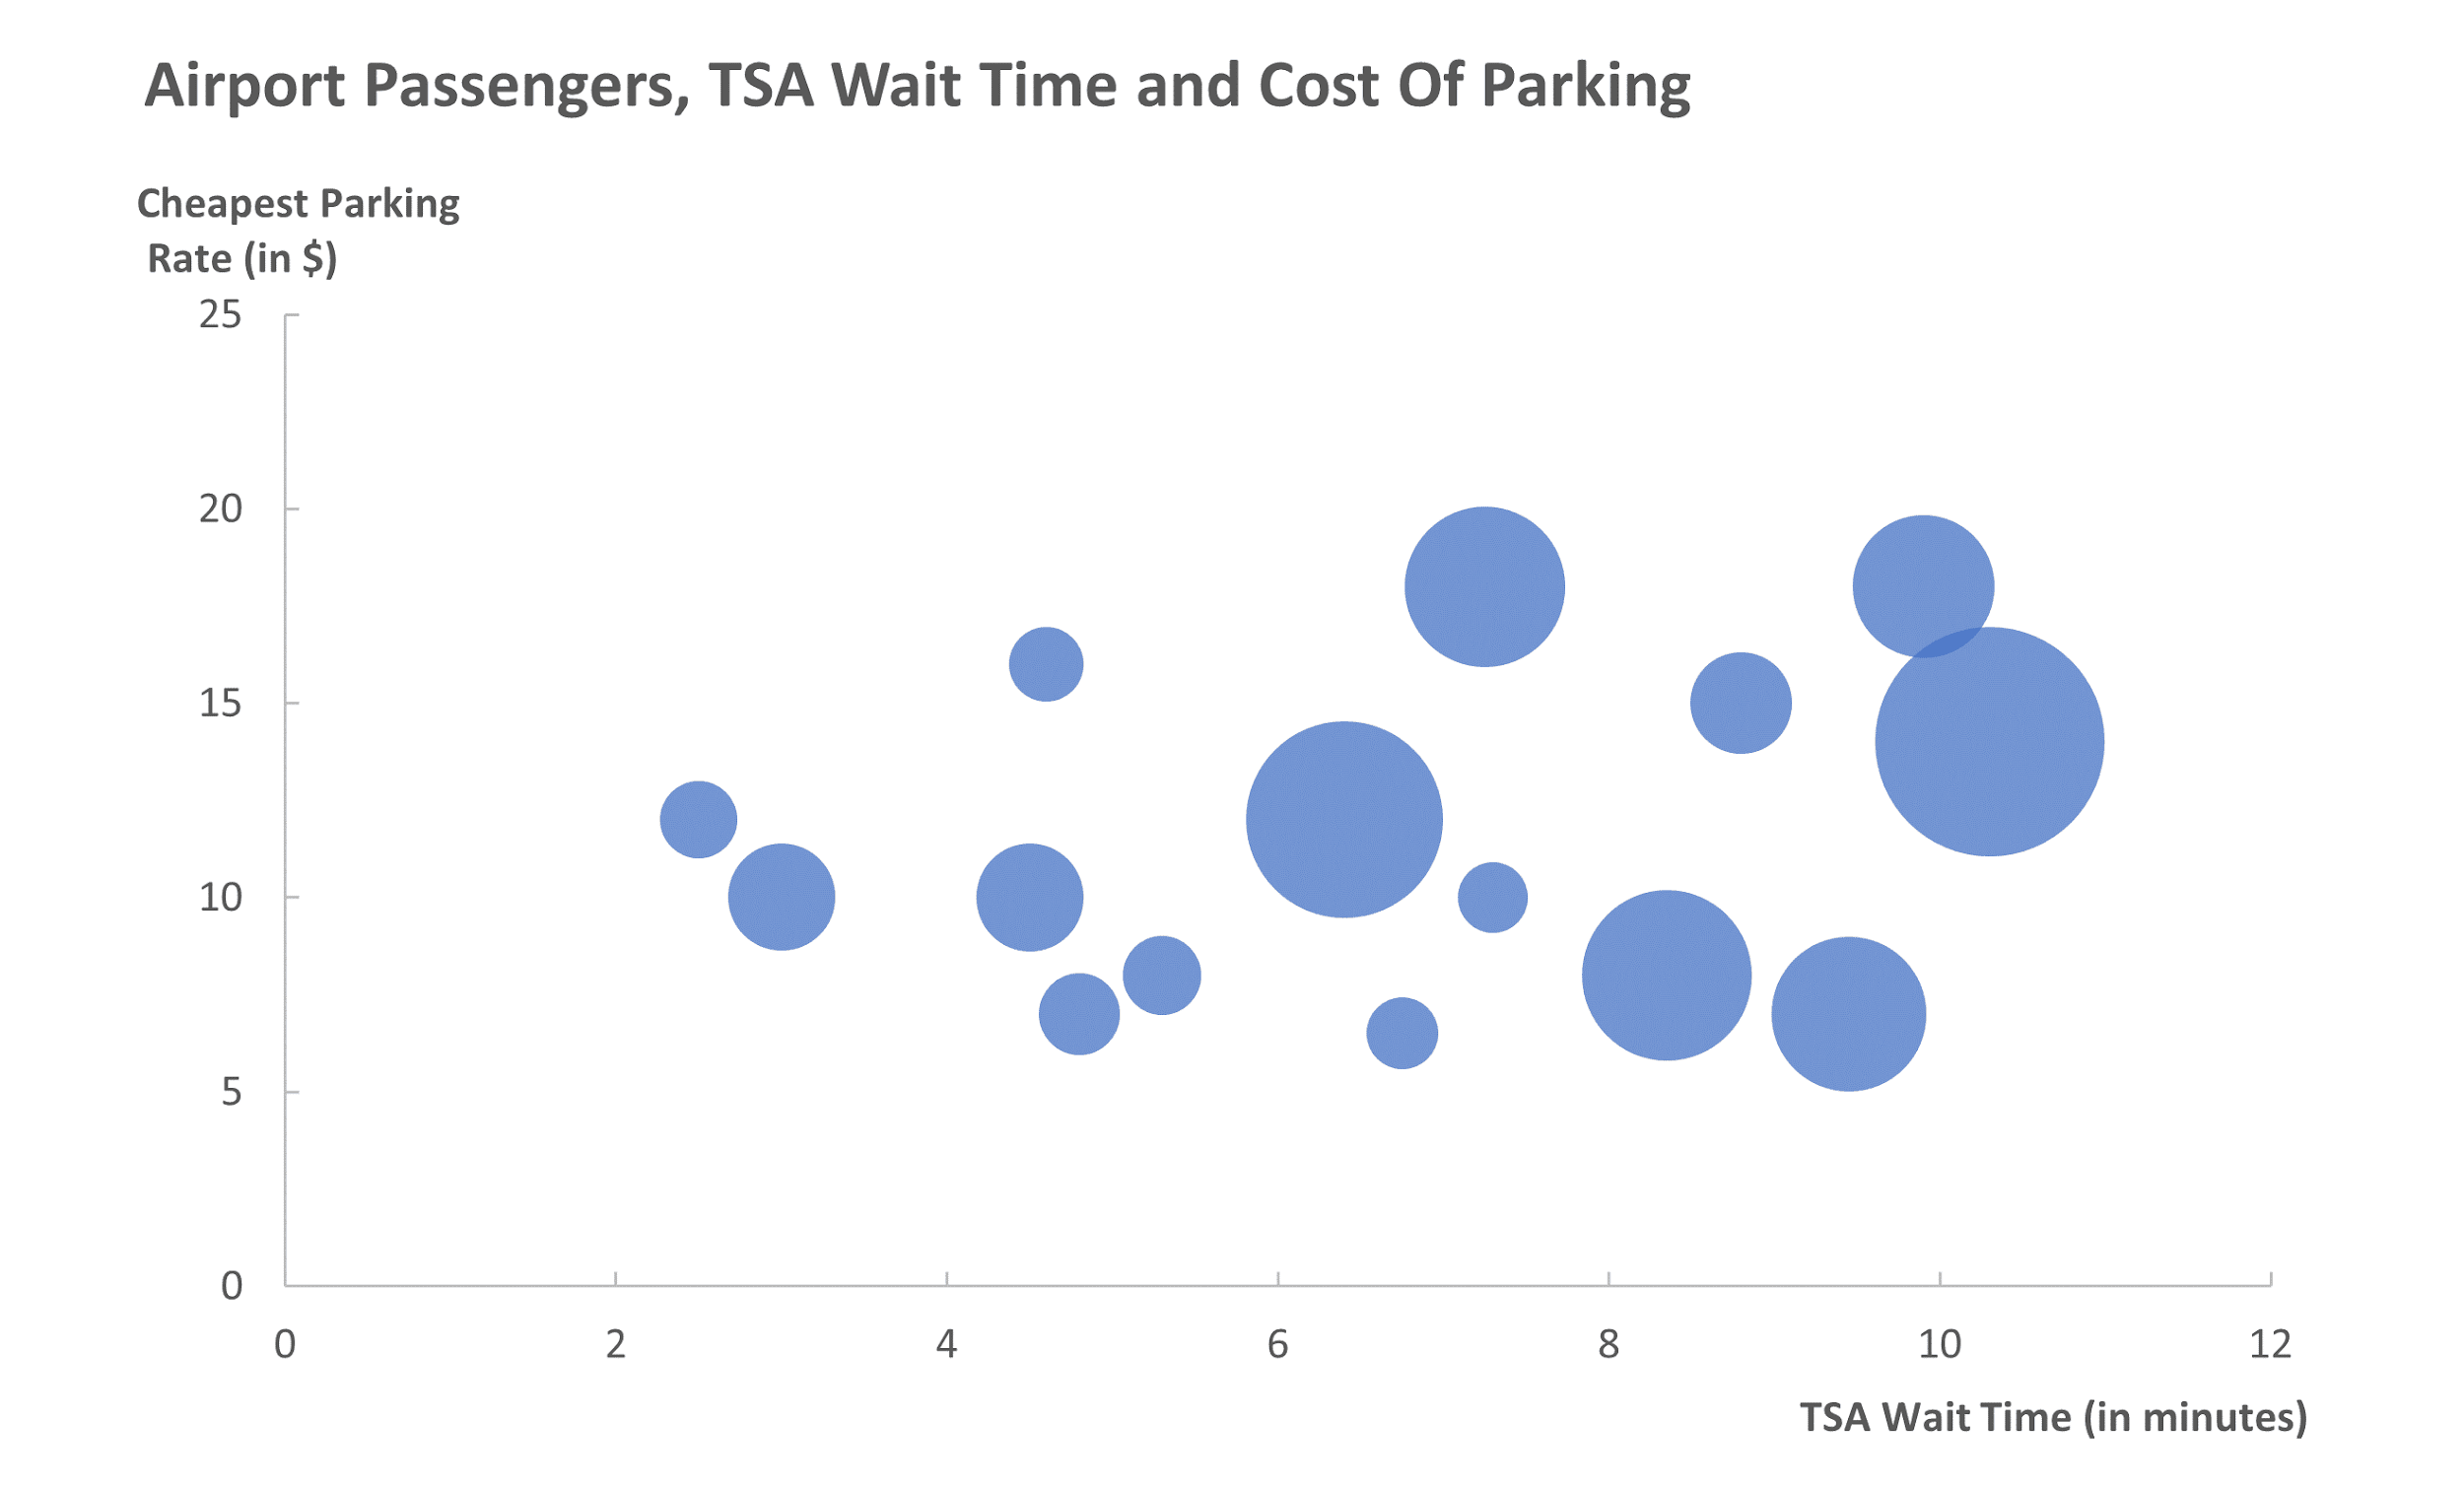 Airport Passengers, TSA Wait Time and Cost Of Parking
Cheapest Parking
Rate (in $)
25
20
15
10
5
0
0 2 4 6 8 10 12
TSA Wait Time (in minutes)